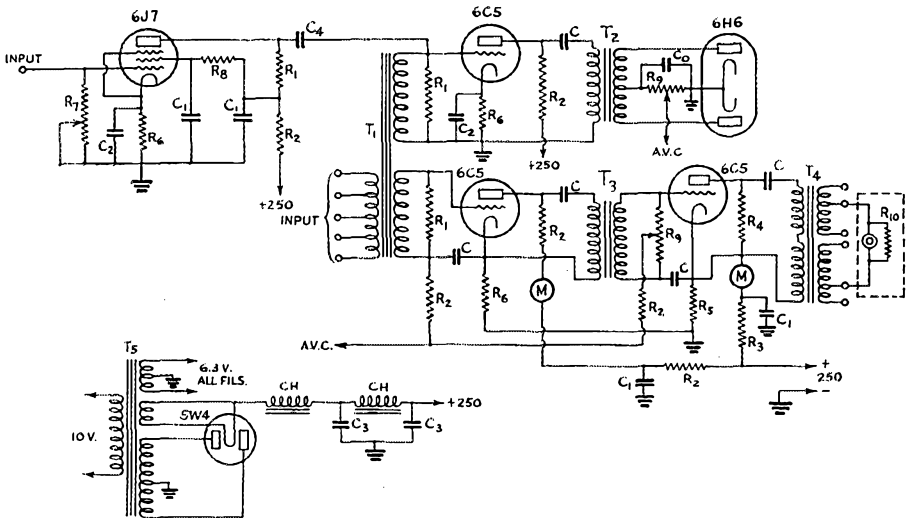 6J7
INPUT
R7
C2
R6
C1
R8
C1
R1
R2
+250
C4
T1
INPUT
6C5
R1
C2
R6
R2
+250
C
T2
C0
R9
A.V.C
6H6
6C5
R1
C
R2
R6
C
R2
M
T3
R9
C
R2
6C5
R5
C
R4
M
C1
R3
T4
R10
A.V.C.
C1
R2
+
250
-
T5
6.3 V.
ALL FILS.
10 V.
5W4
CH
CH
C3
C3
+250